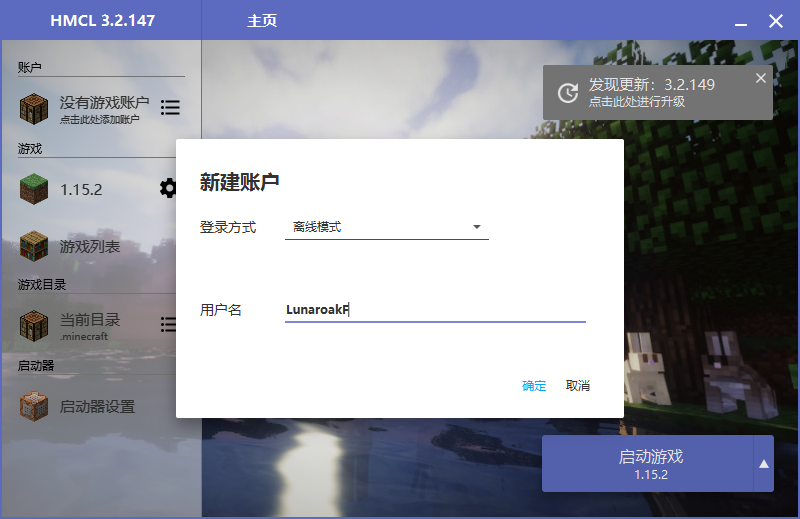 HMCL 3.2.147
主页
账户
没有游戏账户
点击此处添加账户
游戏
1.15.2
游戏列表
游戏目录
当前目录
.minecraft
启动器
启动器设置
发现更新：3.2.149
点击此处进行升级
新建账户
登录方式
离线模式
用户名
LunaroakF
确定
取消
启动游戏
1.15.2